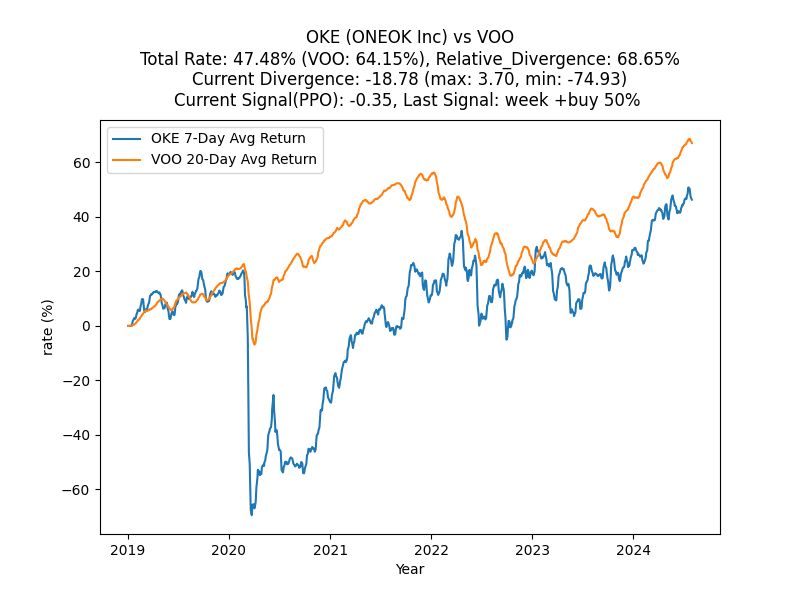 OKE (ONEOK Inc) vs VOO
Total Rate: 47.48% (VOO: 64.15%), Relative_Divergence: 68.65%
Current Divergence: -18.78 (max: 3.70, min: -74.93)
Current Signal(PPO): -0.35, Last Signal: week +buy 50%
OKE 7-Day Avg Return
VOO 20-Day Avg Return
60
40
20
0
−20
−40
−60
rate (%)
2019
2020
2021
2022
2023
2024
Year